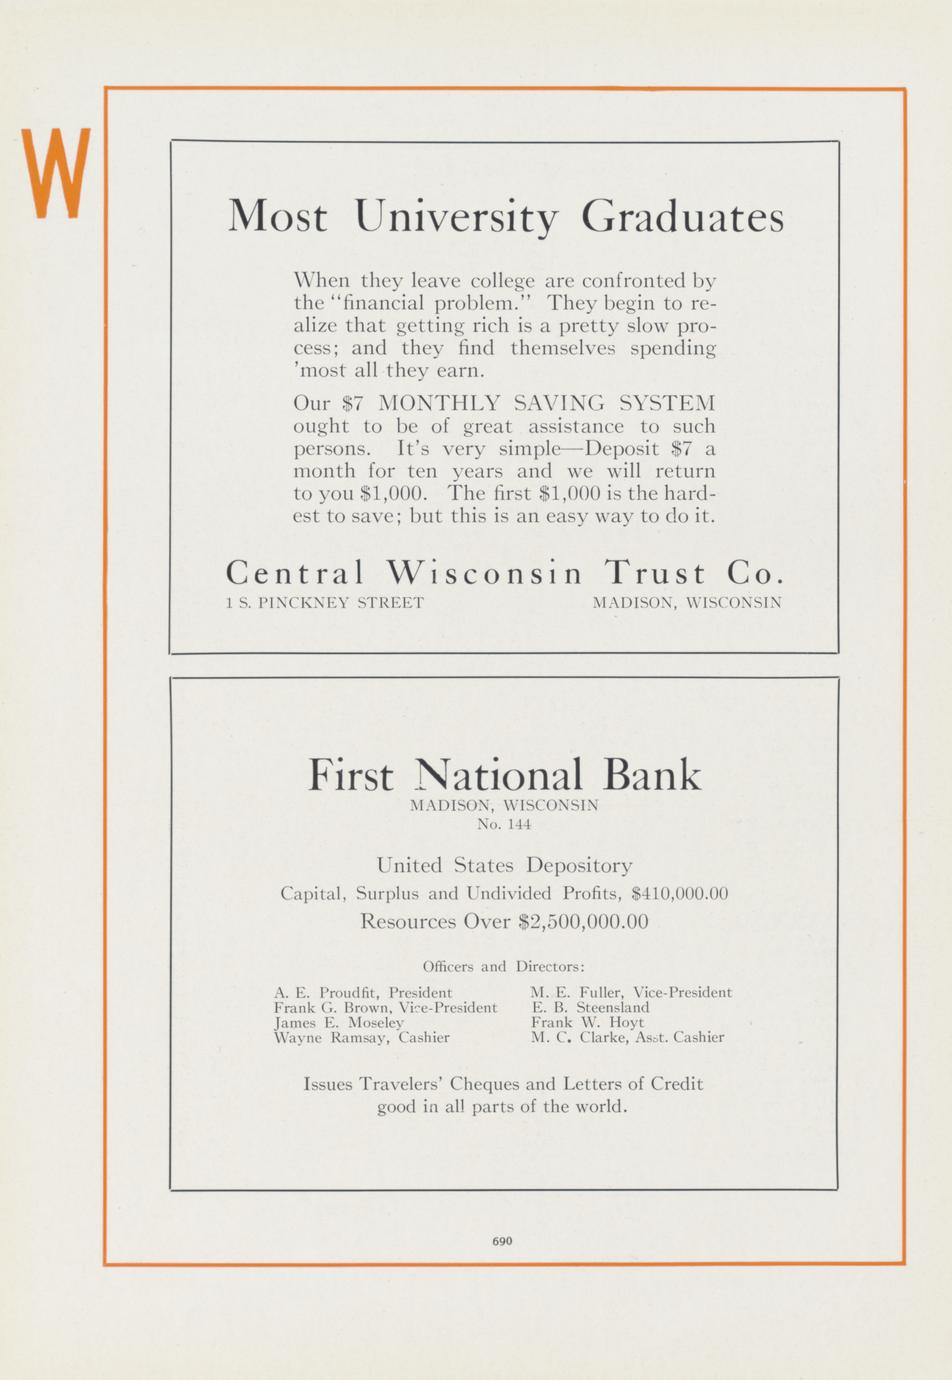 W
Most University Graduates
When they leave college are confronted by
the “financial problem.” They begin to re-
alize that getting rich is a pretty slow pro-
cess; and they find themselves spending
’most all they earn.
Our $7 MONTHLY SAVING SYSTEM
ought to be of great assistance to such
persons. It’s very simple—Deposit $7 a
month for ten years and we will return
to you $1,000. The first $1,000 is the hard-
est to save; but this is an easy way to do it.
Central Wisconsin Trust Co.
1 S. PINCKNEY STREET MADISON, WISCONSIN
First National Bank
MADISON, WISCONSIN
No. 144
United States Depository
Capital, Surplus and Undivided Profits, $410,000.00
Resources Over $2,500,000.00
Officers and Directors:
A. E. Proudfit, President M. E. Fuller, Vice-President
Frank G. Brown, Vice-President E. B. Steensland
James E. Moseley Frank W. Hoyt
Wayne Ramsay, Cashier M. C. Clarke, Asst. Cashier
Issues Travelers’ Cheques and Letters of Credit
good in all parts of the world.
690